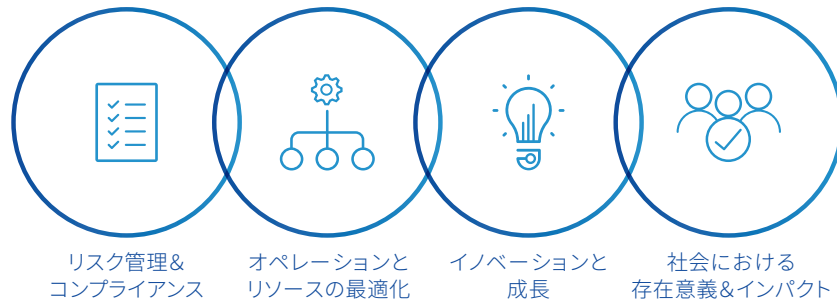 リスク管理&
コンプライアンス
オペレーションと
リソースの最適化
イノベーションと
成長
社会における
存在意義&インパクト